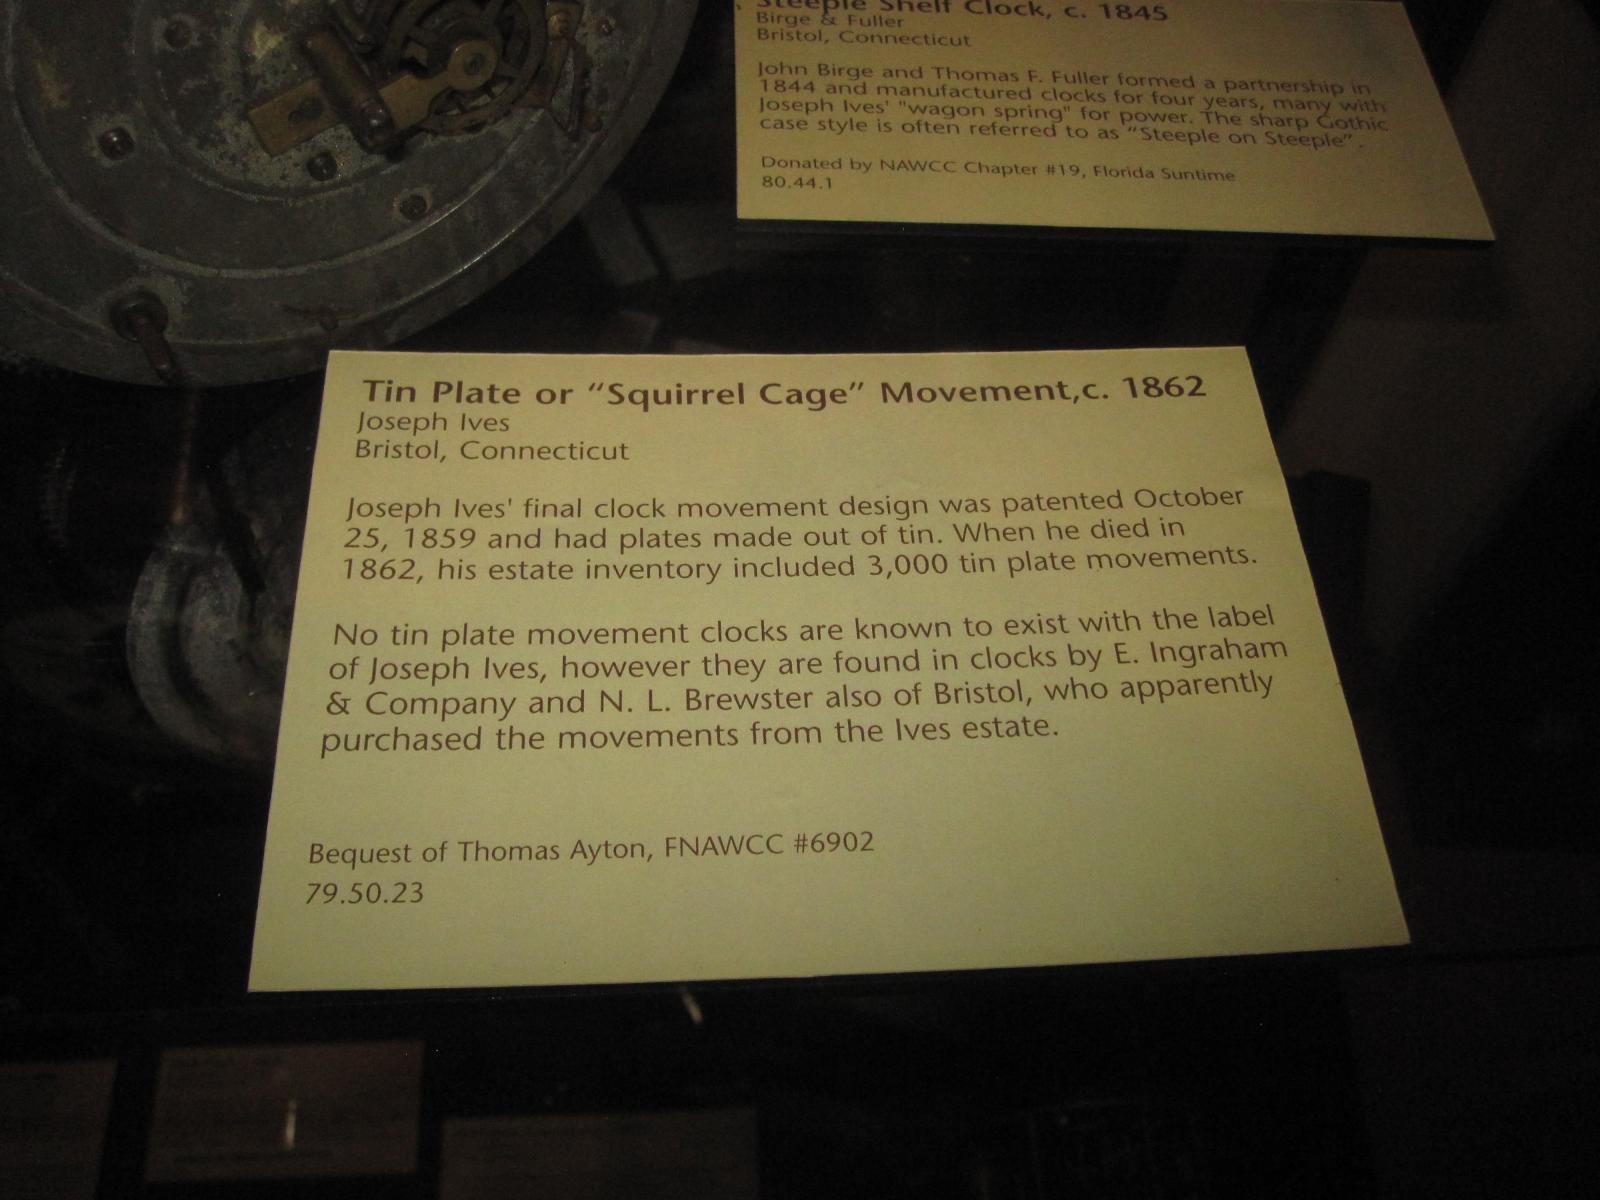 Steeple Shelf Clock, c. 1845
Birge & Fuller
Bristol, Connecticut
John Birge and Thomas F. Fuller formed a partnership in
1844 and manufactured clocks for four years, many with
Joseph Ives' "wagon spring" for power. The sharp Gothic
case style is often referred to as "Steeple on Steeple".
Donated by NAWCC Chapter #19, Florida Suntime
80.44.1
Tin Plate or "Squirrel Cage" Movement,c. 1862
Joseph Ives
Bristol, Connecticut
Joseph Ives' final clock movement design was patented October
25, 1859 and had plates made out of tin. When he died in
1862, his estate inventory included 3,000 tin plate movements.
No tin plate movement clocks are known to exist with the label
of Joseph Ives, however they are found in clocks by E. Ingraham
& Company and N. L. Brewster also of Bristol, who apparently
purchased the movements from the Ives estate.
Bequest of Thomas Ayton, FNAWCC #6902
79.50.23